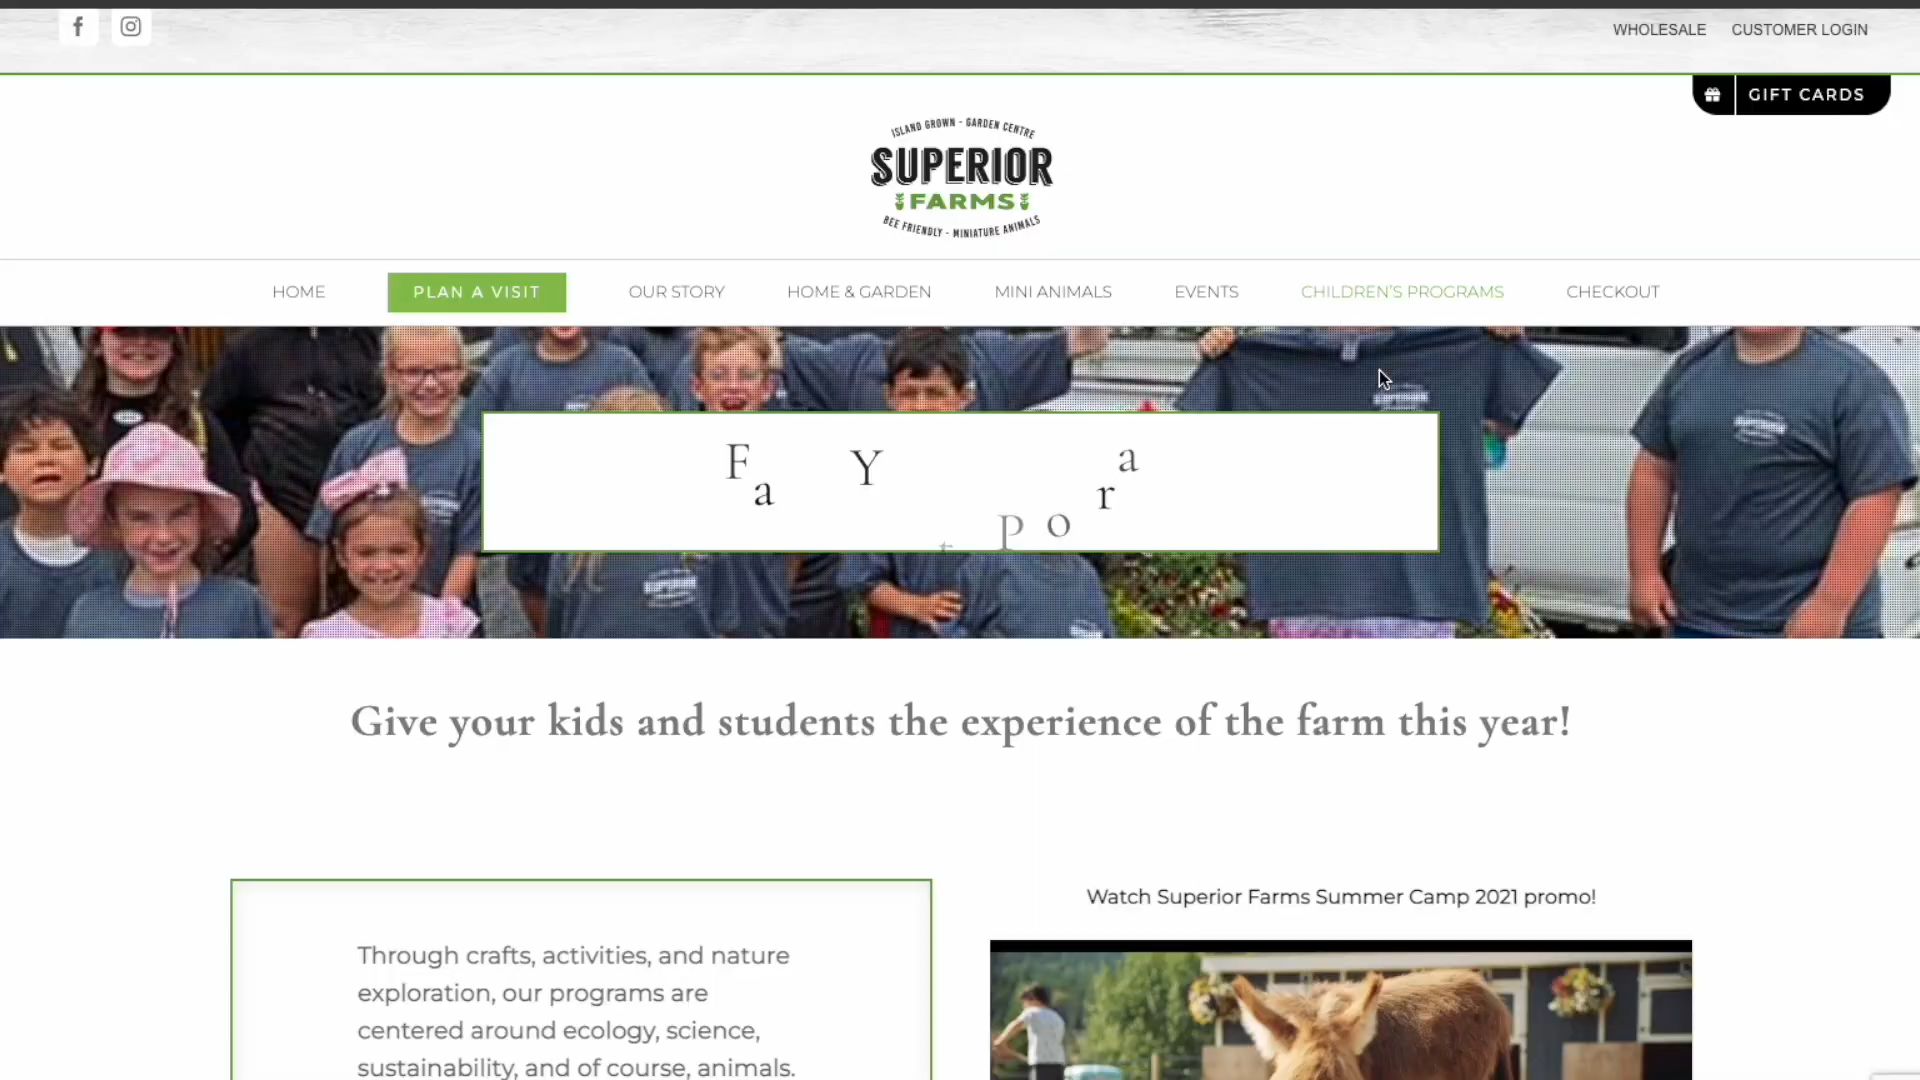 WHOLESALE CUSTOMER LOGIN
GIFT CARDS
ISLAND GROWN - GARDEN CENTRE
SUPERIOR
FARMS
BEE FRIENDLY - MINIATURE ANIMALS
HOME PLAN A VISIT OUR STORY HOME & GARDEN MINI ANIMALS EVENTS CHILDREN'S PROGRAMS CHECKOUT
F a Y t P o r a
Give your kids and students the experience of the farm this year!
Through crafts, activities, and nature
exploration, our programs are
centered around ecology, science,
sustainability, and of course, animals.
Watch Superior Farms Summer Camp 2021 promo!